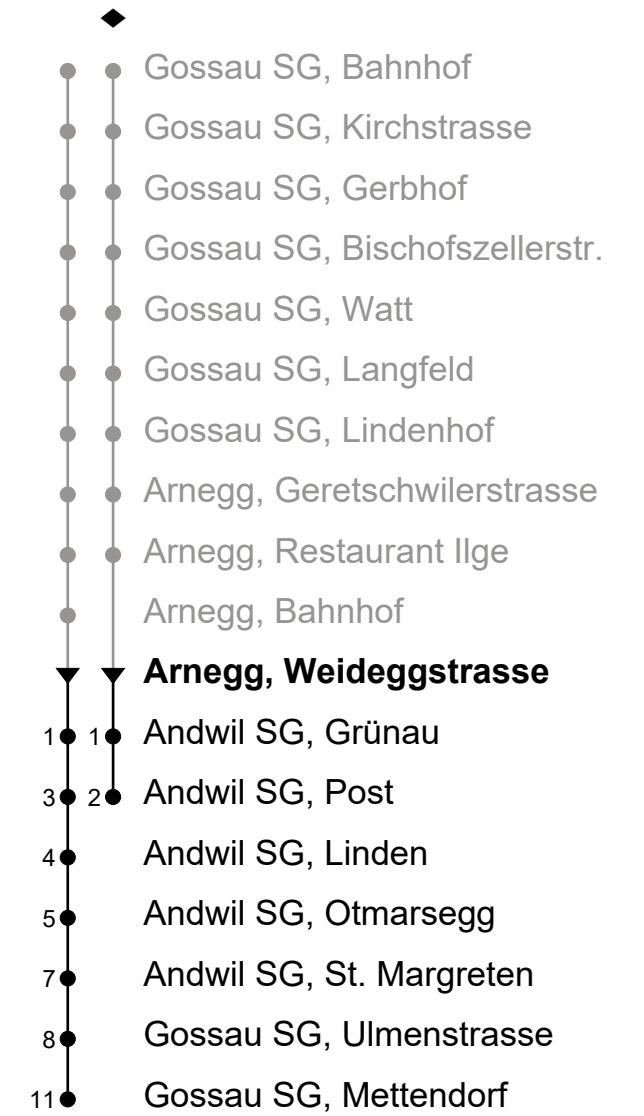 Gossau SG, Bahnhof
Gossau SG, Kirchstrasse
Gossau SG, Gerbhof
Gossau SG, Bischofszellerstr.
Gossau SG, Watt
Gossau SG, Langfeld
Gossau SG, Lindenhof
Arnegg, Geretschwilerstrasse
Arnegg, Restaurant Ilge
Arnegg, Bahnhof
Arnegg, Weideggstrasse
1 1 Andwil SG, Grünau
3 2 Andwil SG, Post
4 Andwil SG, Linden
5 Andwil SG, Otmarsegg
7 Andwil SG, St. Margreten
8 Gossau SG, Ulmenstrasse
11 Gossau SG, Mettendorf